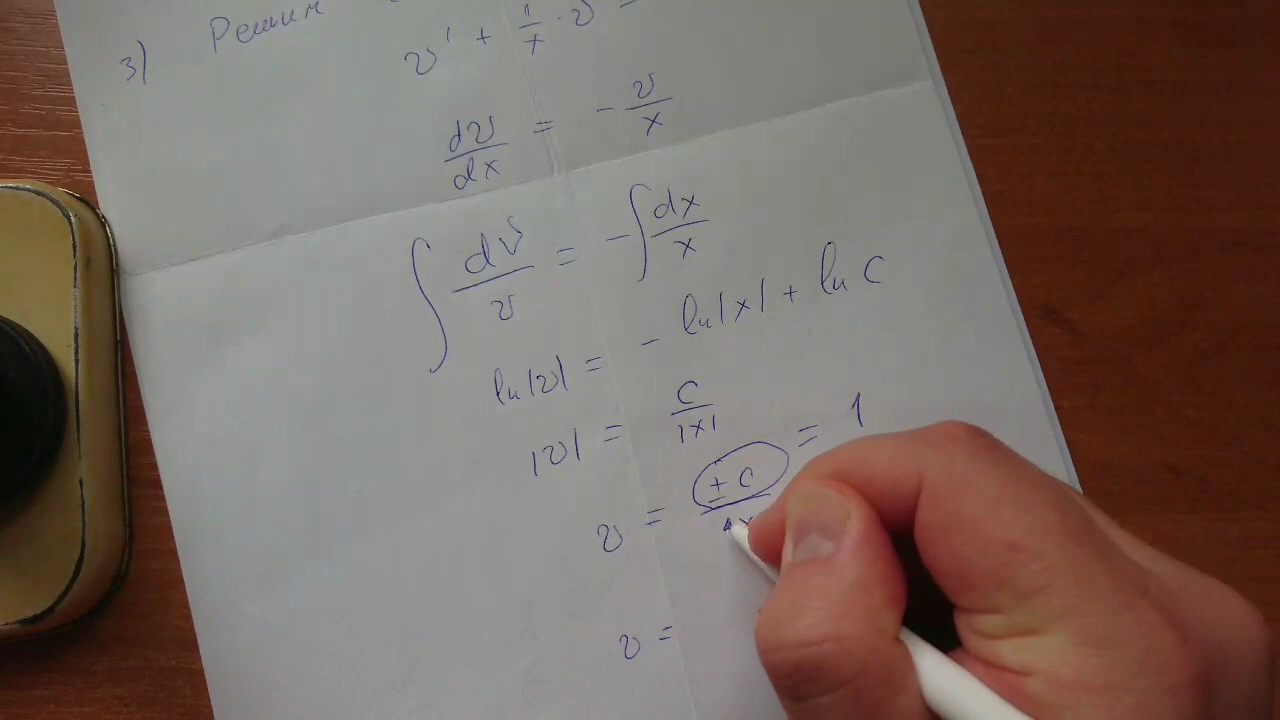 3) Решим
v' + 1/x · v =
dv/dx = - v/x
∫ dv/v = -∫ dx/x
ln|v| = - ln|x| + ln C
|v| = C/|x|
v = ± C/x = 1
v =